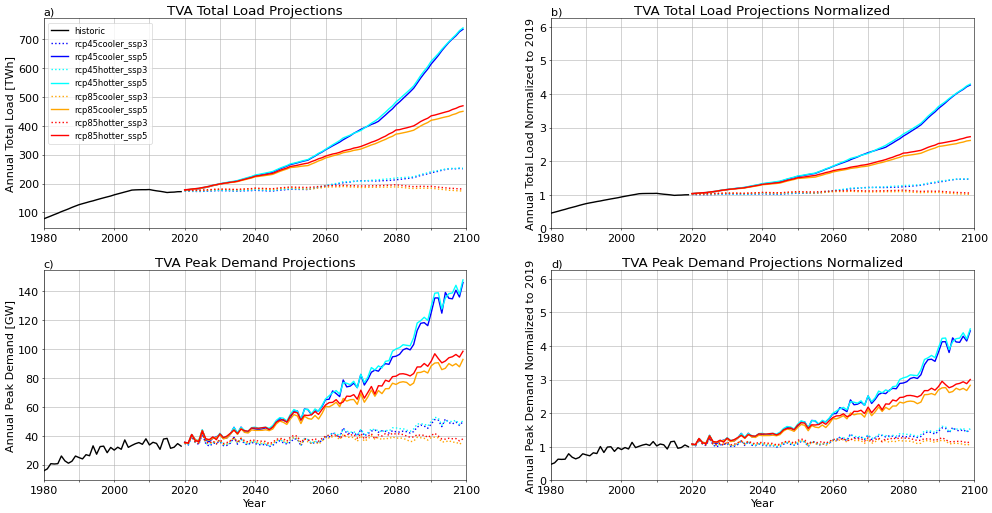 a)
TVA Total Load Projections
Annual Total Load [TWh]
700
600
500
400
300
200
100
historic
rcp45cooler_ssp3
rcp45cooler_ssp5
rcp45hotter_ssp3
rcp45hotter_ssp5
rcp85cooler_ssp3
rcp85cooler_ssp5
rcp85hotter_ssp3
rcp85hotter_ssp5
1980 2000 2020 2040 2060 2080 2100
b)
TVA Total Load Projections Normalized
Annual Total Load Normalized to 2019
6
5
4
3
2
1
0
1980 2000 2020 2040 2060 2080 2100
c)
TVA Peak Demand Projections
Annual Peak Demand [GW]
140
120
100
80
60
40
20
1980 2000 2020 2040 2060 2080 2100
Year
d)
TVA Peak Demand Projections Normalized
Annual Peak Demand Normalized to 2019
6
5
4
3
2
1
0
1980 2000 2020 2040 2060 2080 2100
Year